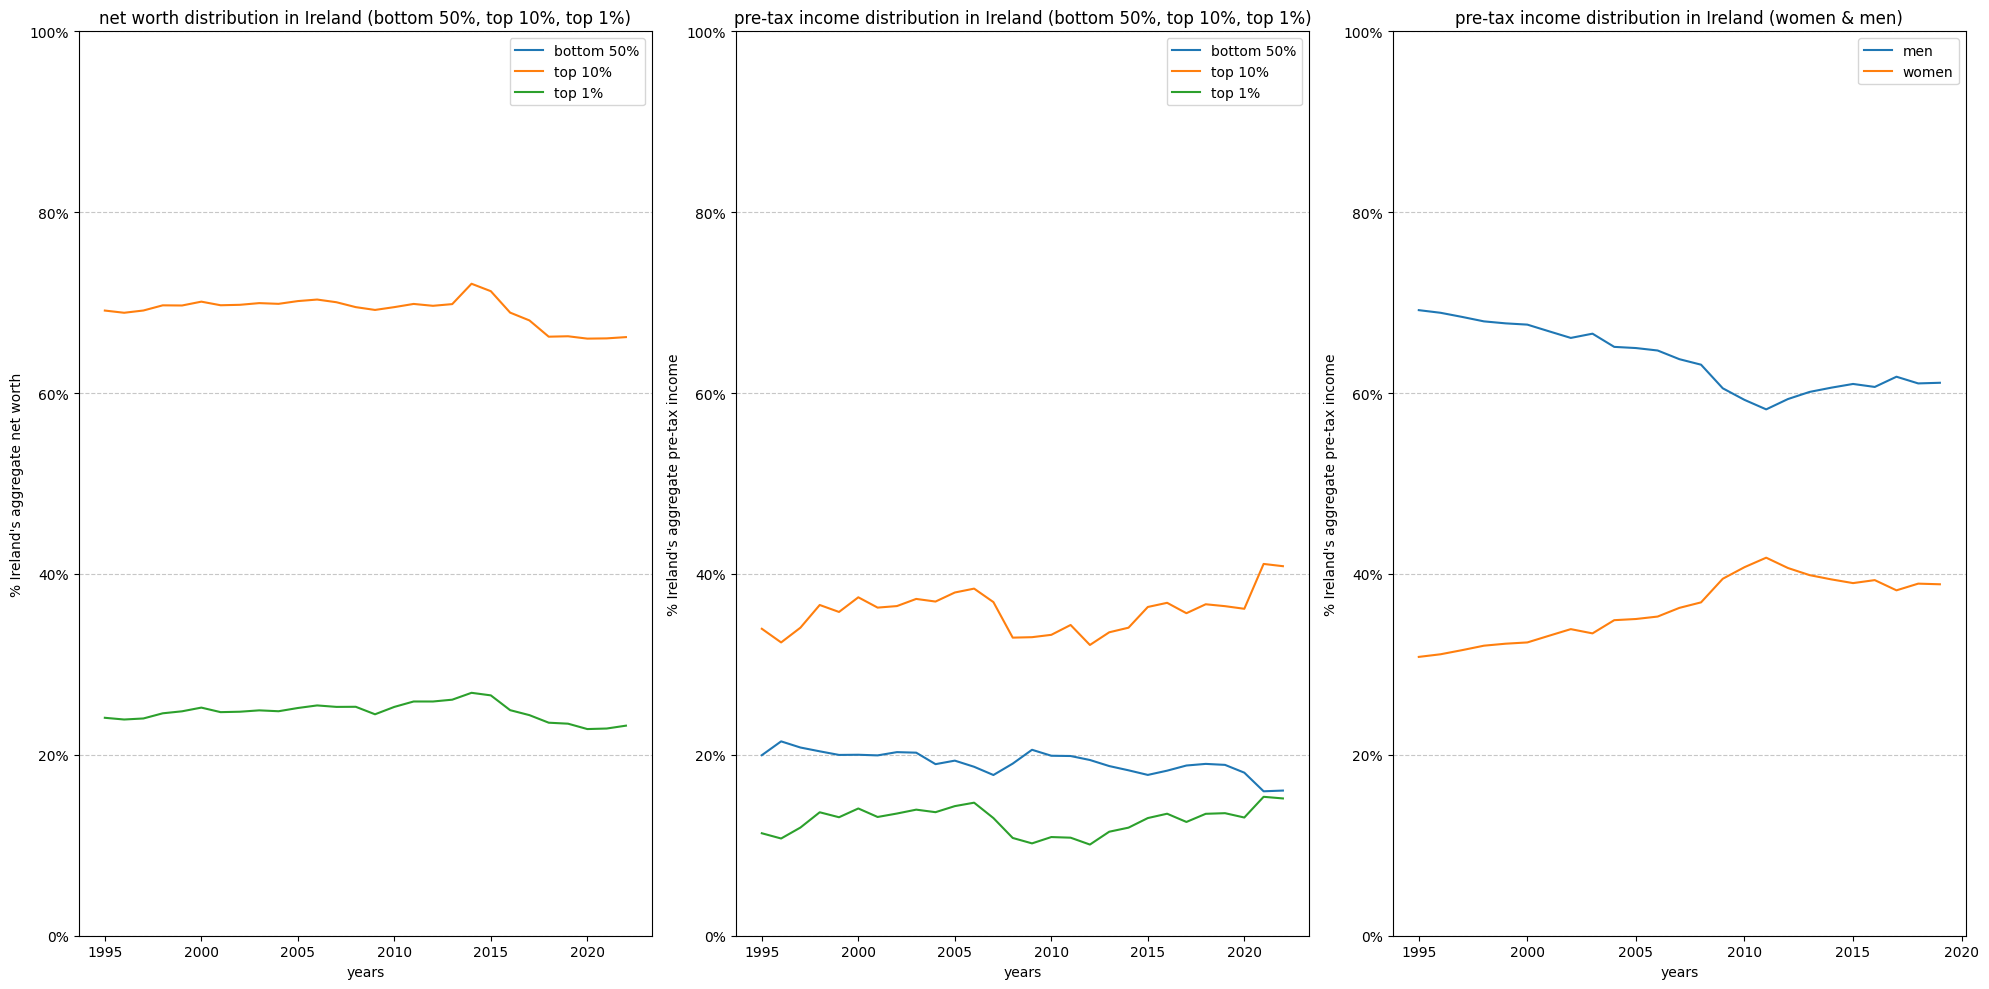 net worth distribution in Ireland (bottom 50%, top 10%, top 1%)
100%
80%
60%
40%
20%
0%
% Ireland's aggregate net worth
bottom 50%
top 10%
top 1%
1995
2000
2005
2010
2015
2020
years
pre-tax income distribution in Ireland (bottom 50%, top 10%, top 1%)
100%
80%
60%
40%
20%
0%
% Ireland's aggregate pre-tax income
bottom 50%
top 10%
top 1%
1995
2000
2005
2010
2015
2020
years
pre-tax income distribution in Ireland (women & men)
100%
80%
60%
40%
20%
0%
% Ireland's aggregate pre-tax income
men
women
1995
2000
2005
2010
2015
2020
years